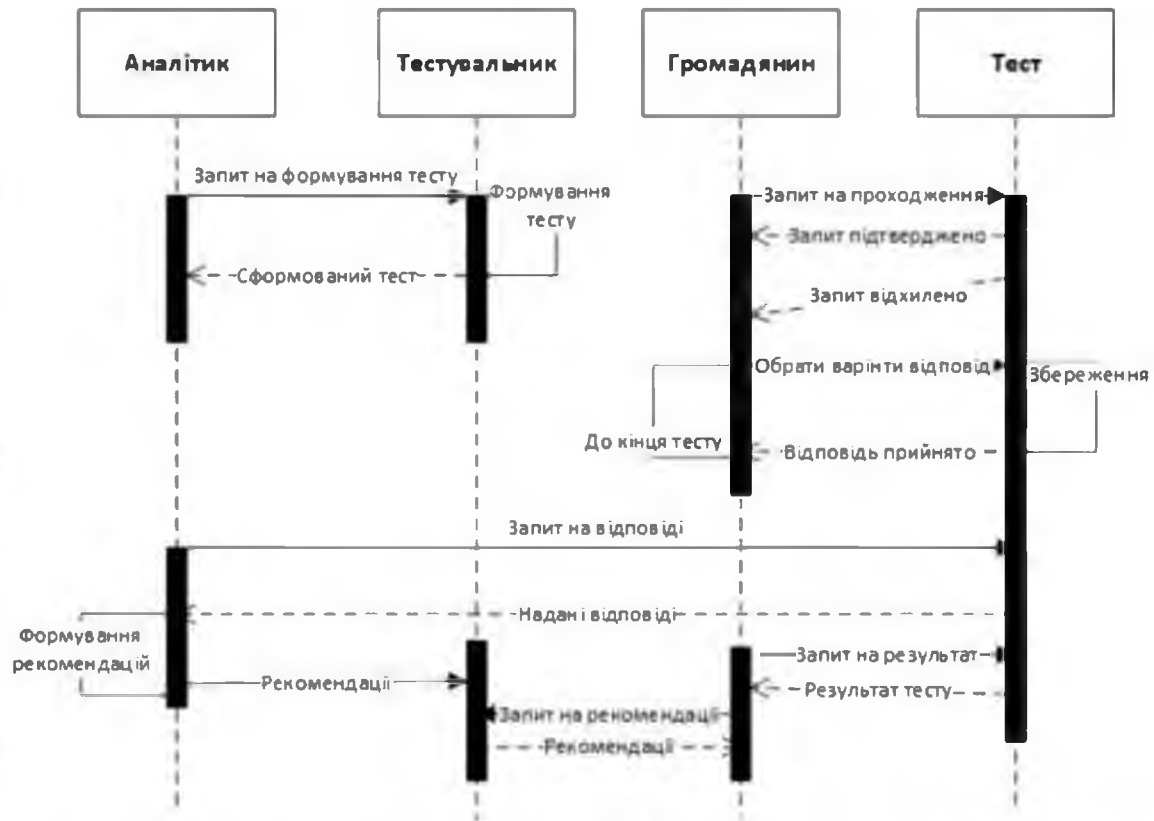 Аналітик
Тестувальник
Громадянин
Тест
Запит на формування тесту
Формування
тесту
Запит на проходження
Запит підтверджено
Сформований тест
Запит відхилено
Обрати варінти відповід
Збереження
До кінця тесту
Відповідь прийнято
Запит на відповіді
Надані відповіді
Формування
рекомендацій
Запит на результат
Рекомендації
Результат тесту
Запит на рекомендації
Рекомендації